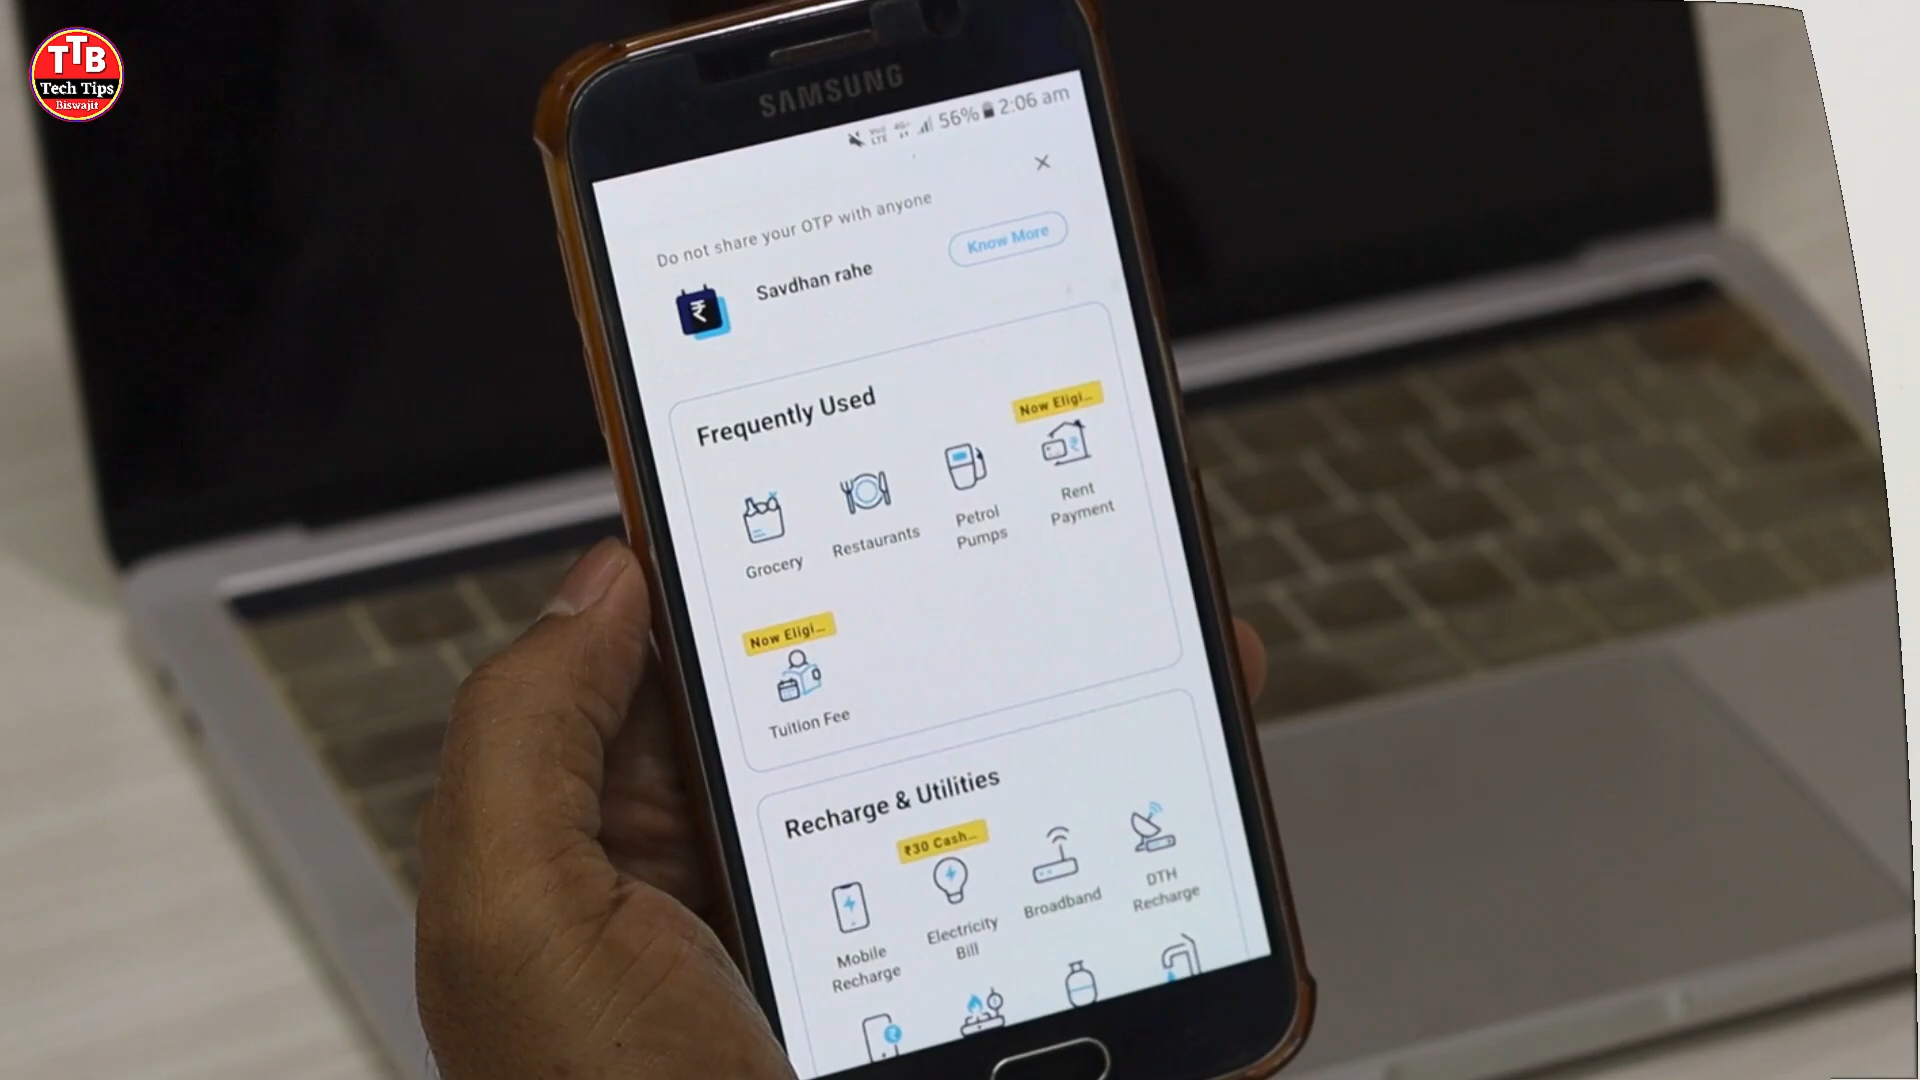 TTB
Tech Tips
Biswajit
SAMSUNG
56% 2:06 am
Do not share your OTP with anyone
Savdhan rahe
Know More
Frequently Used
Now Eligi...
Grocery
Restaurants
Petrol
Pumps
Rent
Payment
Now Eligi...
Tuition Fee
Recharge & Utilities
₹30 Cash...
Mobile
Recharge
Electricity
Bill
Broadband
DTH
Recharge